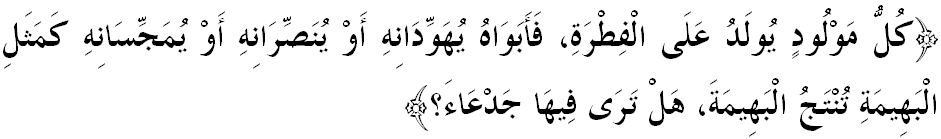 ﴿كُلُّ مَوْلُودٍ يُولَدُ عَلَى الْفِطْرَةِ، فَأَبَوَاهُ يُهَوِّدَانِهِ أَوْ يُنَصِّرَانِهِ أَوْ يُمَجِّسَانِهِ كَمَثَلِ
الْبَهِيمَةِ تُنْتَجُ الْبَهِيمَةَ، هَلْ تَرَى فِيهَا جَدْعَاءَ؟﴾